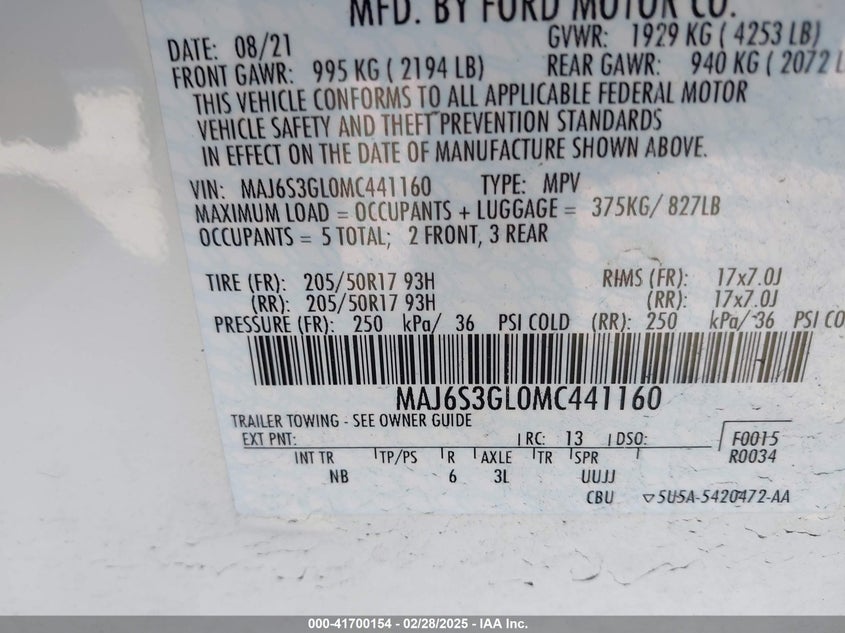 MFD. BY FORD MOTOR CO.
DATE: 08/21 GVWR: 1929 KG ( 4253 LB)
FRONT GAWR: 995 KG ( 2194 LB) REAR GAWR: 940 KG ( 2072 L
THIS VEHICLE CONFORMS TO ALL APPLICABLE FEDERAL MOTOR
VEHICLE SAFETY AND THEFT PREVENTION STANDARDS
IN EFFECT ON THE DATE OF MANUFACTURE SHOWN ABOVE.
VIN: MAJ6S3GL0MC441160 TYPE: MPV
MAXIMUM LOAD = OCCUPANTS + LUGGAGE = 375KG/ 827LB
OCCUPANTS = 5 TOTAL; 2 FRONT, 3 REAR
TIRE (FR): 205/50R17 93H RIMS (FR): 17x7.0J
(RR): 205/50R17 93H (RR): 17x7.0J
PRESSURE (FR): 250 kPa/ 36 PSI COLD (RR): 250 kPa/ 36 PSI CO
MAJ6S3GL0MC441160
TRAILER TOWING - SEE OWNER GUIDE
EXT PNT: RC: 13 DSO: F0015
R0034
INT TR TP/PS R AXLE TR SPR
NB 6 3L UUJJ
CBU 5U5A-5420472-AA
000-41700154 - 02/28/2025 - IAA Inc.